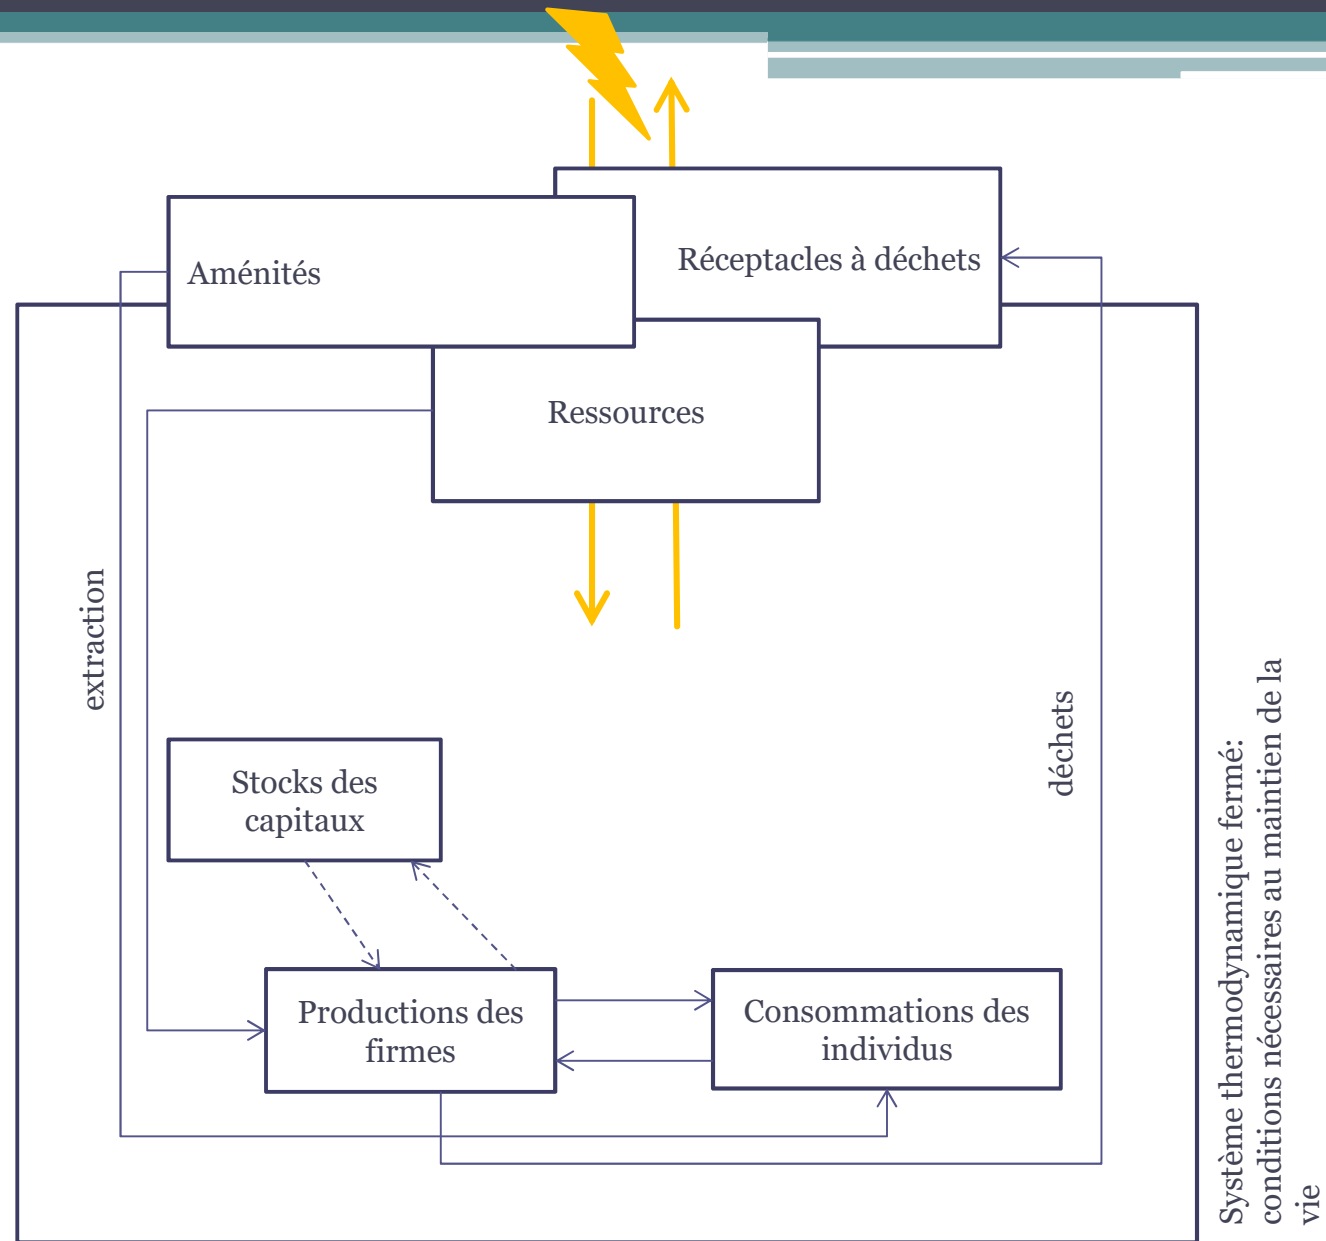 Aménités
Réceptacles à déchets
Ressources
extraction
Stocks des
capitaux
déchets
Productions des
firmes
Consommations des
individus
Système thermodynamique fermé:
conditions nécessaires au maintien de la
vie